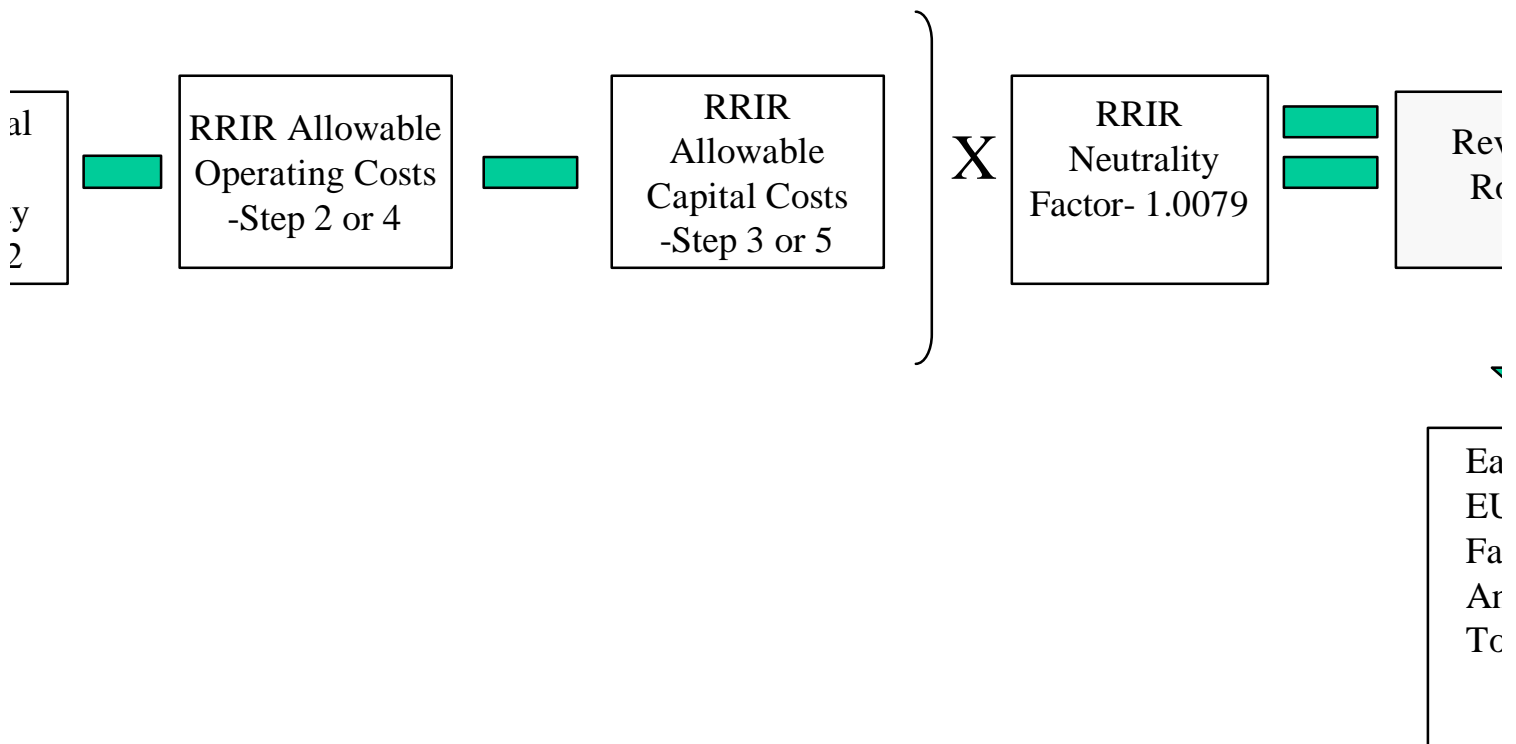 RRIR Allowable
Operating Costs
-Step 2 or 4
RRIR
Allowable
Capital Costs
-Step 3 or 5
X
RRIR
Neutrality
Factor- 1.0079